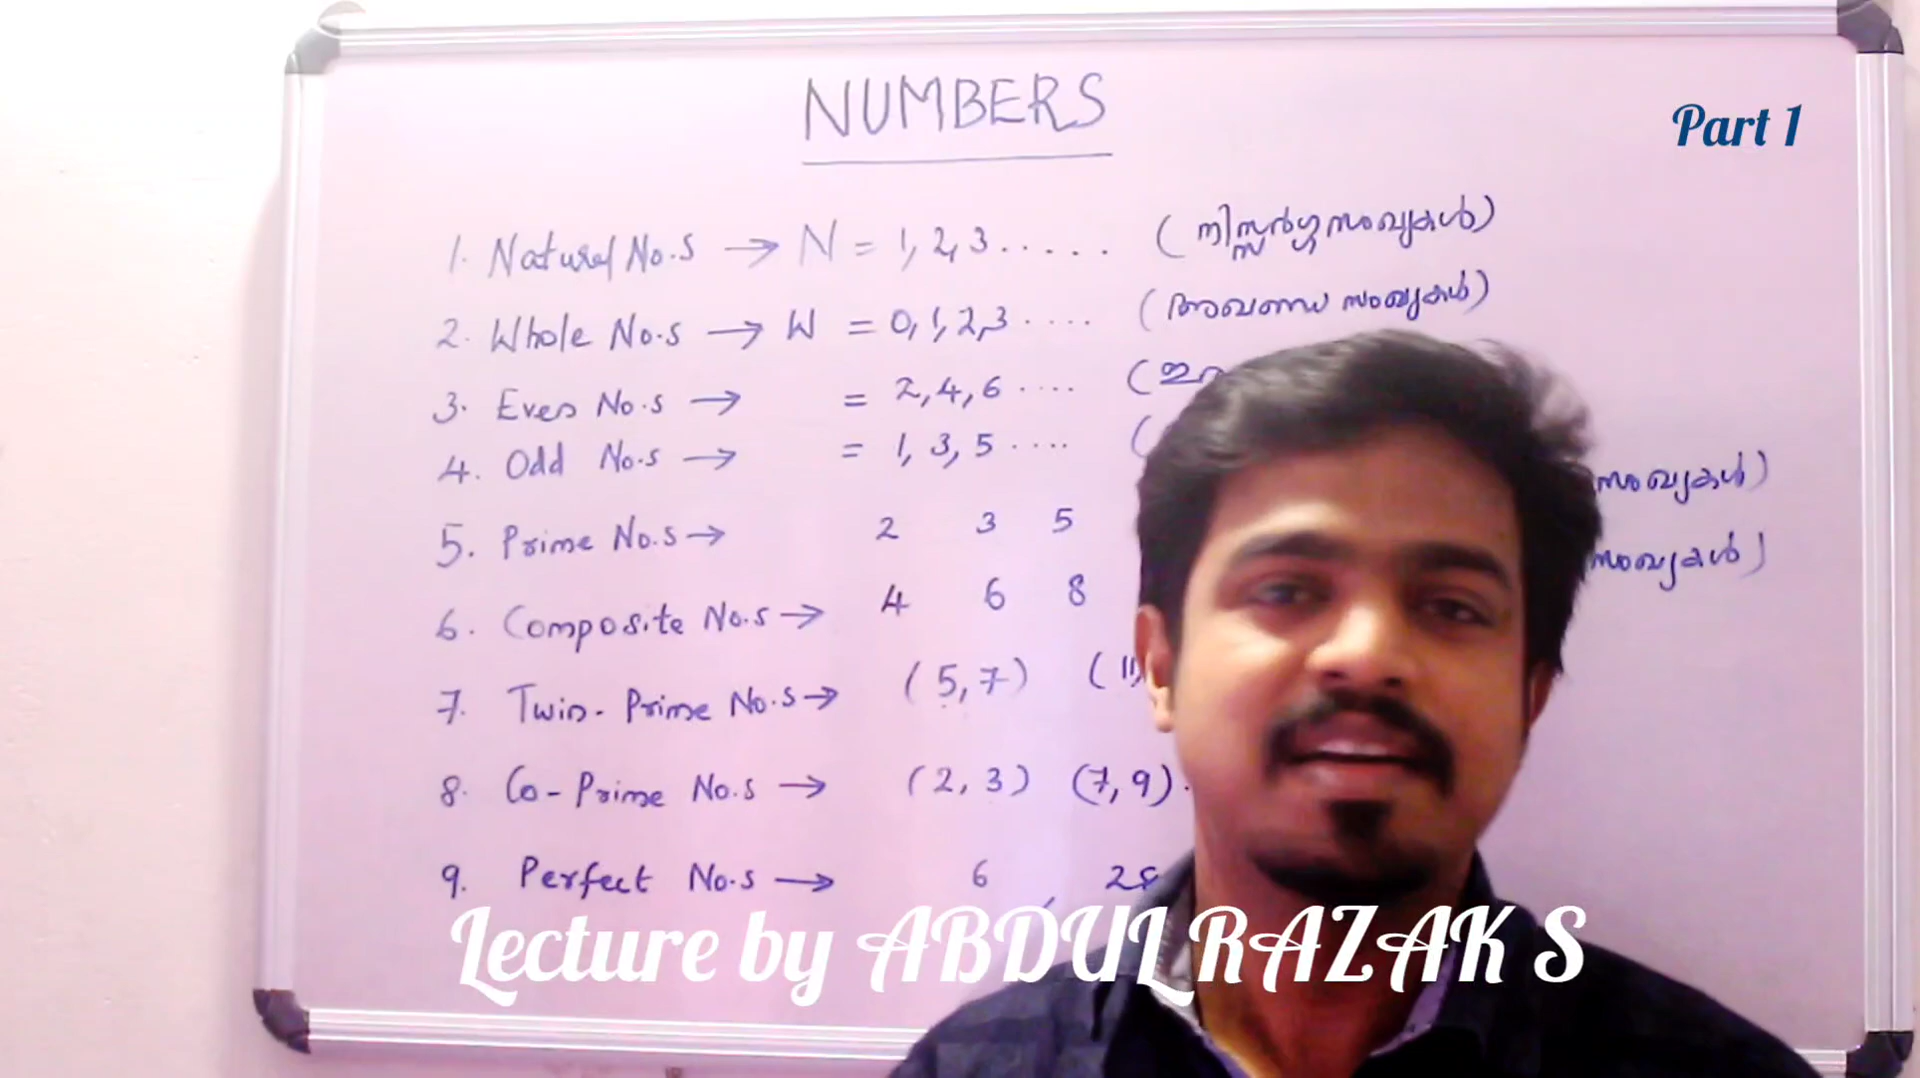 NUMBERS
Part 1
1. Natural No.s → N = 1, 2, 3 ..... (നിസ്സർഗ്ഗസംഖ്യകൾ)
2. Whole No.s → W = 0, 1, 2, 3 .... (അഖണ്ഡ സംഖ്യകൾ)
3. Even No.s → = 2, 4, 6 .... (
4. Odd No.s → = 1, 3, 5 .... ( സംഖ്യകൾ)
5. Prime No.s → 2 3 5 സംഖ്യകൾ)
6. Composite No.s → 4 6 8
7. Twin-Prime No.s → (5, 7) (11,
8. Co-Prime No.s → (2, 3) (7, 9).
9. Perfect No.s → 6 28
Lecture by ABDUL RAZAK S